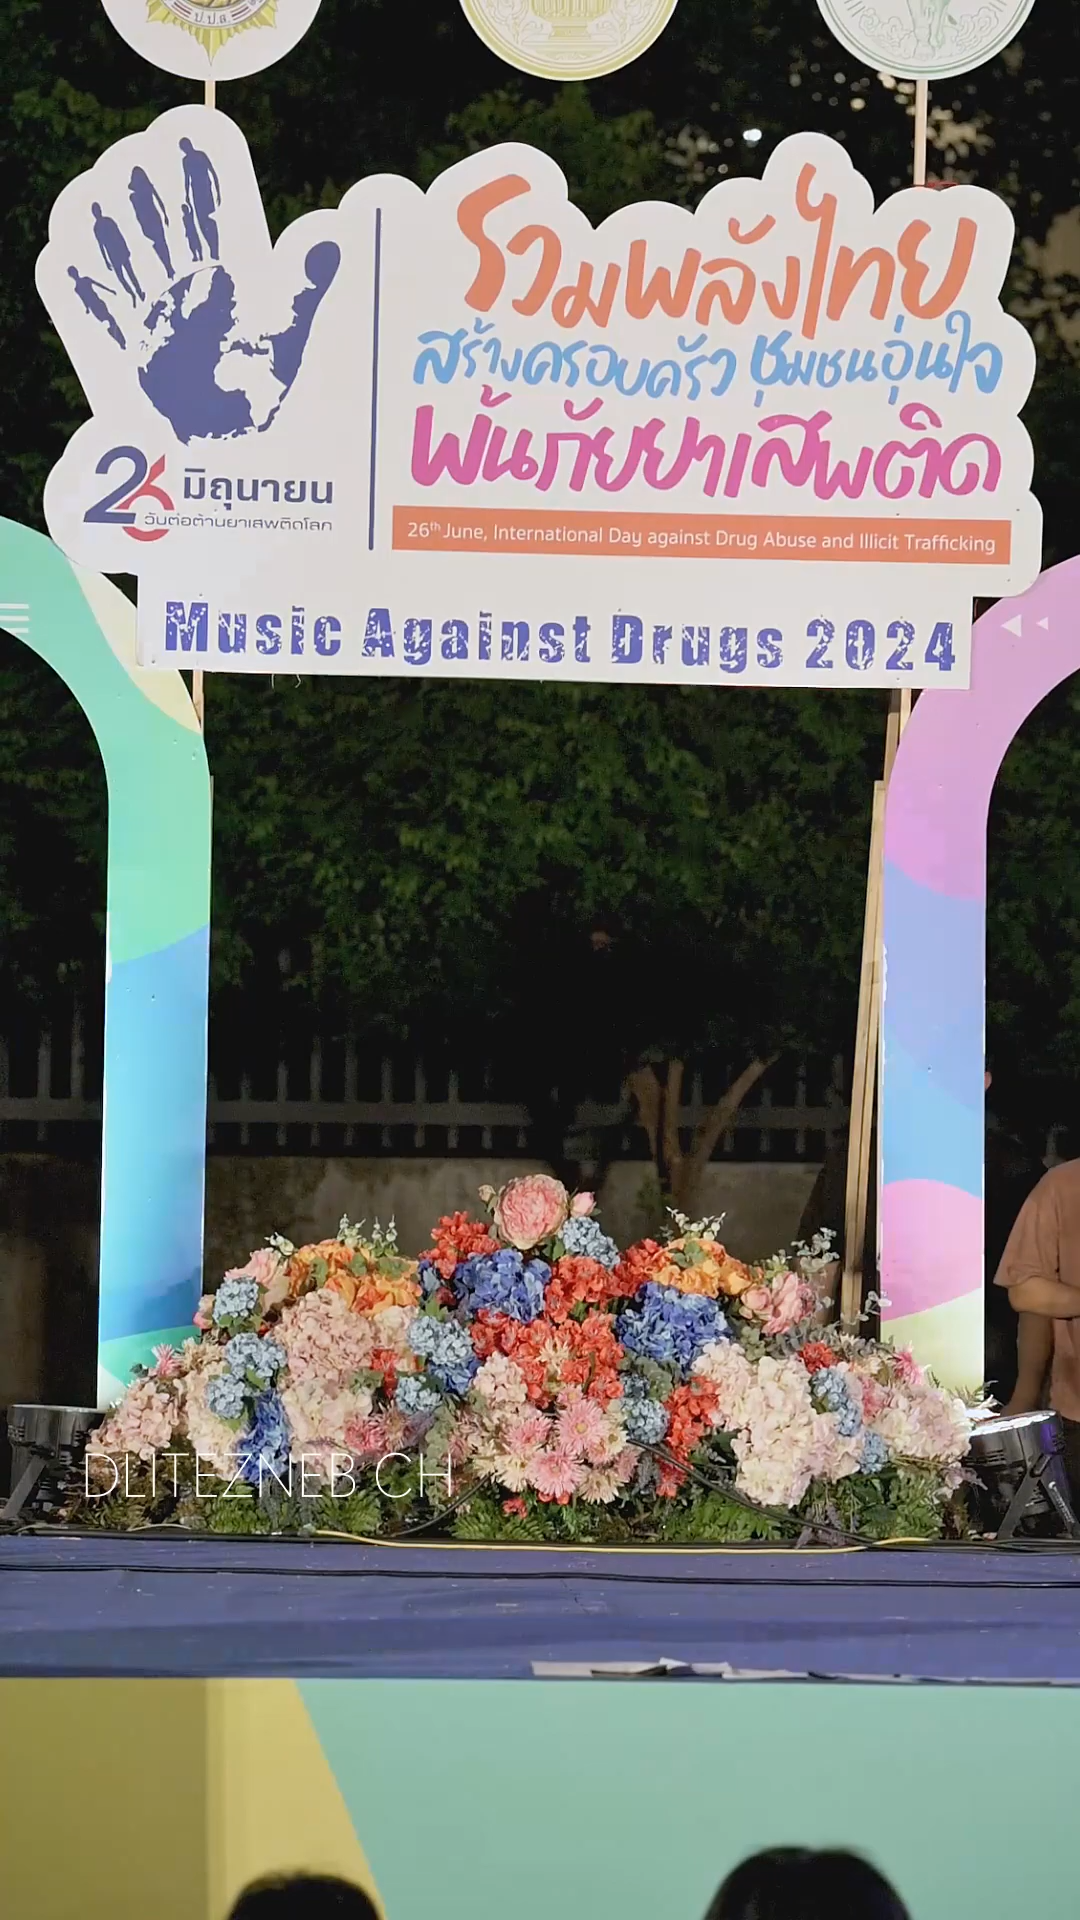 ป.ป.ส.
รวมพลังไทย
สร้างครอบครัว ชุมชนอุ่นใจ
พ้นภัยยาเสพติด
26 มิถุนายน
วันต่อต้านยาเสพติดโลก
26th June, International Day against Drug Abuse and Illicit Trafficking
Music Against Drugs 2024
DLITEZNEB CH